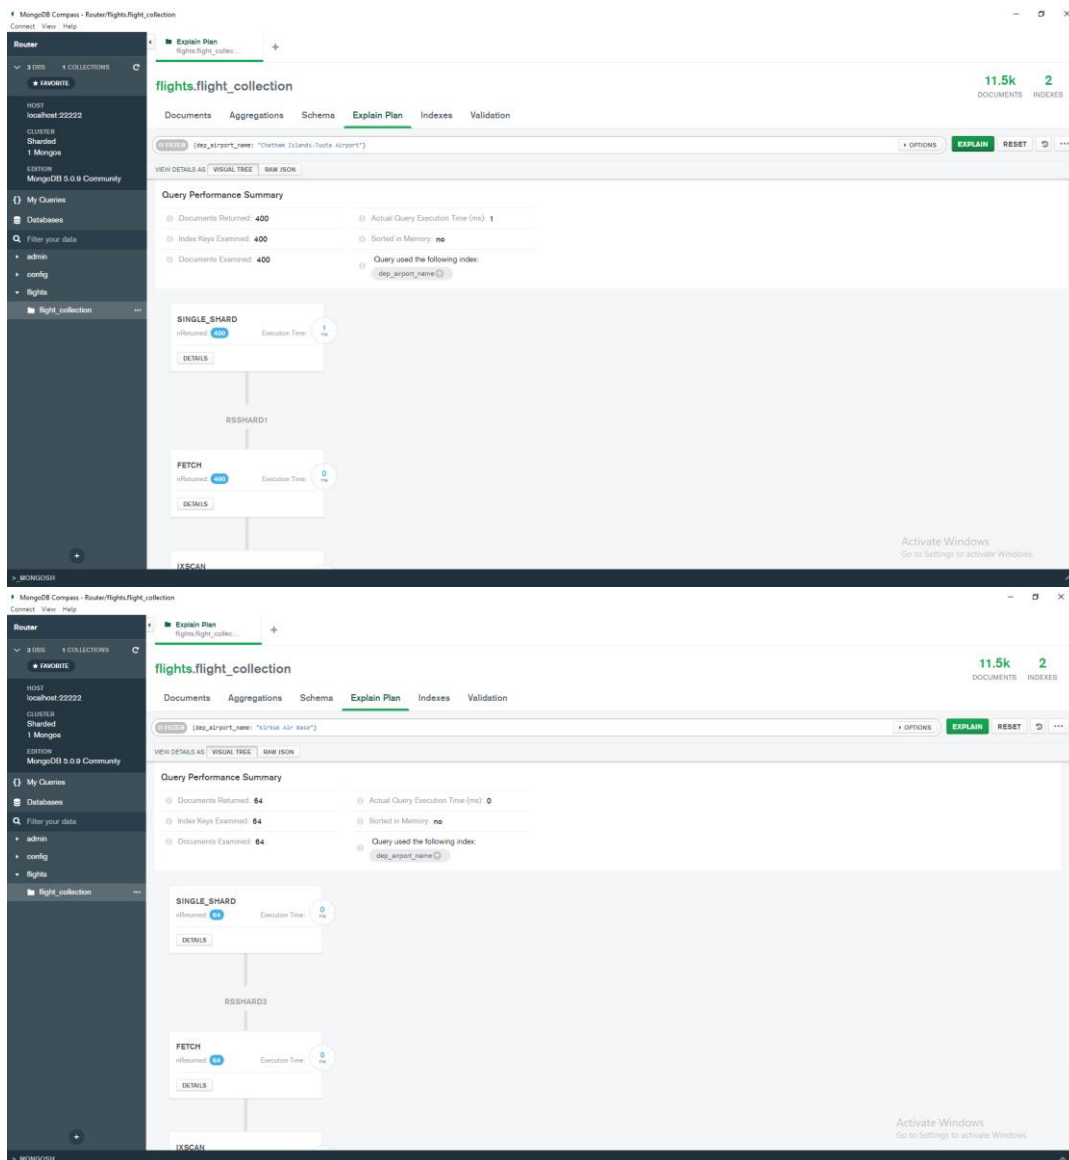 MongoDB Compass - Router/flights.flight_collection
Connect View Help
Router
Explain Plan
flights.flight_collec...
3 DBS 1 COLLECTIONS
FAVORITE
HOST
localhost:22222
CLUSTER
Sharded
1 Mongos
EDITION
MongoDB 5.0.9 Community
{} My Queries
Databases
Filter your data
admin
config
flights
flight_collection
>_MONGOSH
flights.flight_collection
11.5k 2
DOCUMENTS INDEXES
Documents Aggregations Schema Explain Plan Indexes Validation
FILTER {dep_airport_name: "Chatham Islands-Tuuta Airport"} OPTIONS EXPLAIN RESET ...
VIEW DETAILS AS VISUAL TREE RAW JSON
Query Performance Summary
Documents Returned: 400 Actual Query Execution Time (ms): 1
Index Keys Examined: 400 Sorted in Memory: no
Documents Examined: 400 Query used the following index:
dep_airport_name
SINGLE_SHARD
nReturned: 400 Execution Time: 1 ms
DETAILS
RSSHARD1
FETCH
nReturned: 400 Execution Time: 0 ms
DETAILS
IXSCAN
Activate Windows
Go to Settings to activate Windows.
MongoDB Compass - Router/flights.flight_collection
Connect View Help
Router
Explain Plan
flights.flight_collec...
3 DBS 1 COLLECTIONS
FAVORITE
HOST
localhost:22222
CLUSTER
Sharded
1 Mongos
EDITION
MongoDB 5.0.9 Community
{} My Queries
Databases
Filter your data
admin
config
flights
flight_collection
>_MONGOSH
flights.flight_collection
11.5k 2
DOCUMENTS INDEXES
Documents Aggregations Schema Explain Plan Indexes Validation
FILTER {dep_airport_name: "Kirkuk Air Base"} OPTIONS EXPLAIN RESET ...
VIEW DETAILS AS VISUAL TREE RAW JSON
Query Performance Summary
Documents Returned: 64 Actual Query Execution Time (ms): 0
Index Keys Examined: 64 Sorted in Memory: no
Documents Examined: 64 Query used the following index:
dep_airport_name
SINGLE_SHARD
nReturned: 64 Execution Time: 0 ms
DETAILS
RSSHARD3
FETCH
nReturned: 64 Execution Time: 0 ms
DETAILS
IXSCAN
Activate Windows
Go to Settings to activate Windows.